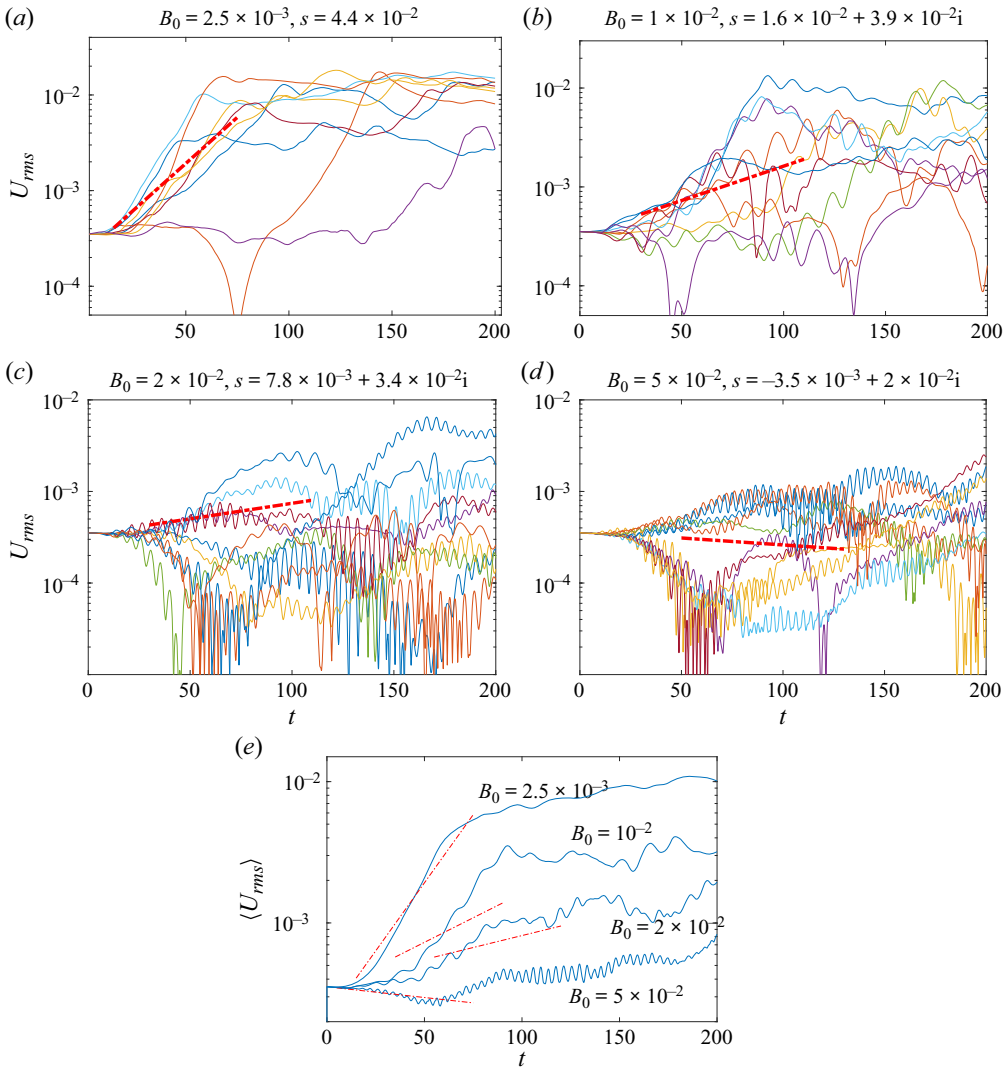 (a) B₀ = 2.5 × 10⁻³, s = 4.4 × 10⁻²
(b) B₀ = 1 × 10⁻², s = 1.6 × 10⁻² + 3.9 × 10⁻²i
10⁻²
10⁻³
10⁻⁴
U_rms
50 100 150 200
10⁻²
10⁻³
10⁻⁴
0 50 100 150 200
(c) B₀ = 2 × 10⁻², s = 7.8 × 10⁻³ + 3.4 × 10⁻²i
(d) B₀ = 5 × 10⁻², s = –3.5 × 10⁻³ + 2 × 10⁻²i
10⁻²
10⁻³
10⁻⁴
U_rms
0 50 100 150 200
t
10⁻²
10⁻³
10⁻⁴
0 50 100 150 200
t
(e)
10⁻²
10⁻³
⟨U_rms⟩
B₀ = 2.5 × 10⁻³
B₀ = 10⁻²
B₀ = 2 × 10⁻²
B₀ = 5 × 10⁻²
0 50 100 150 200
t